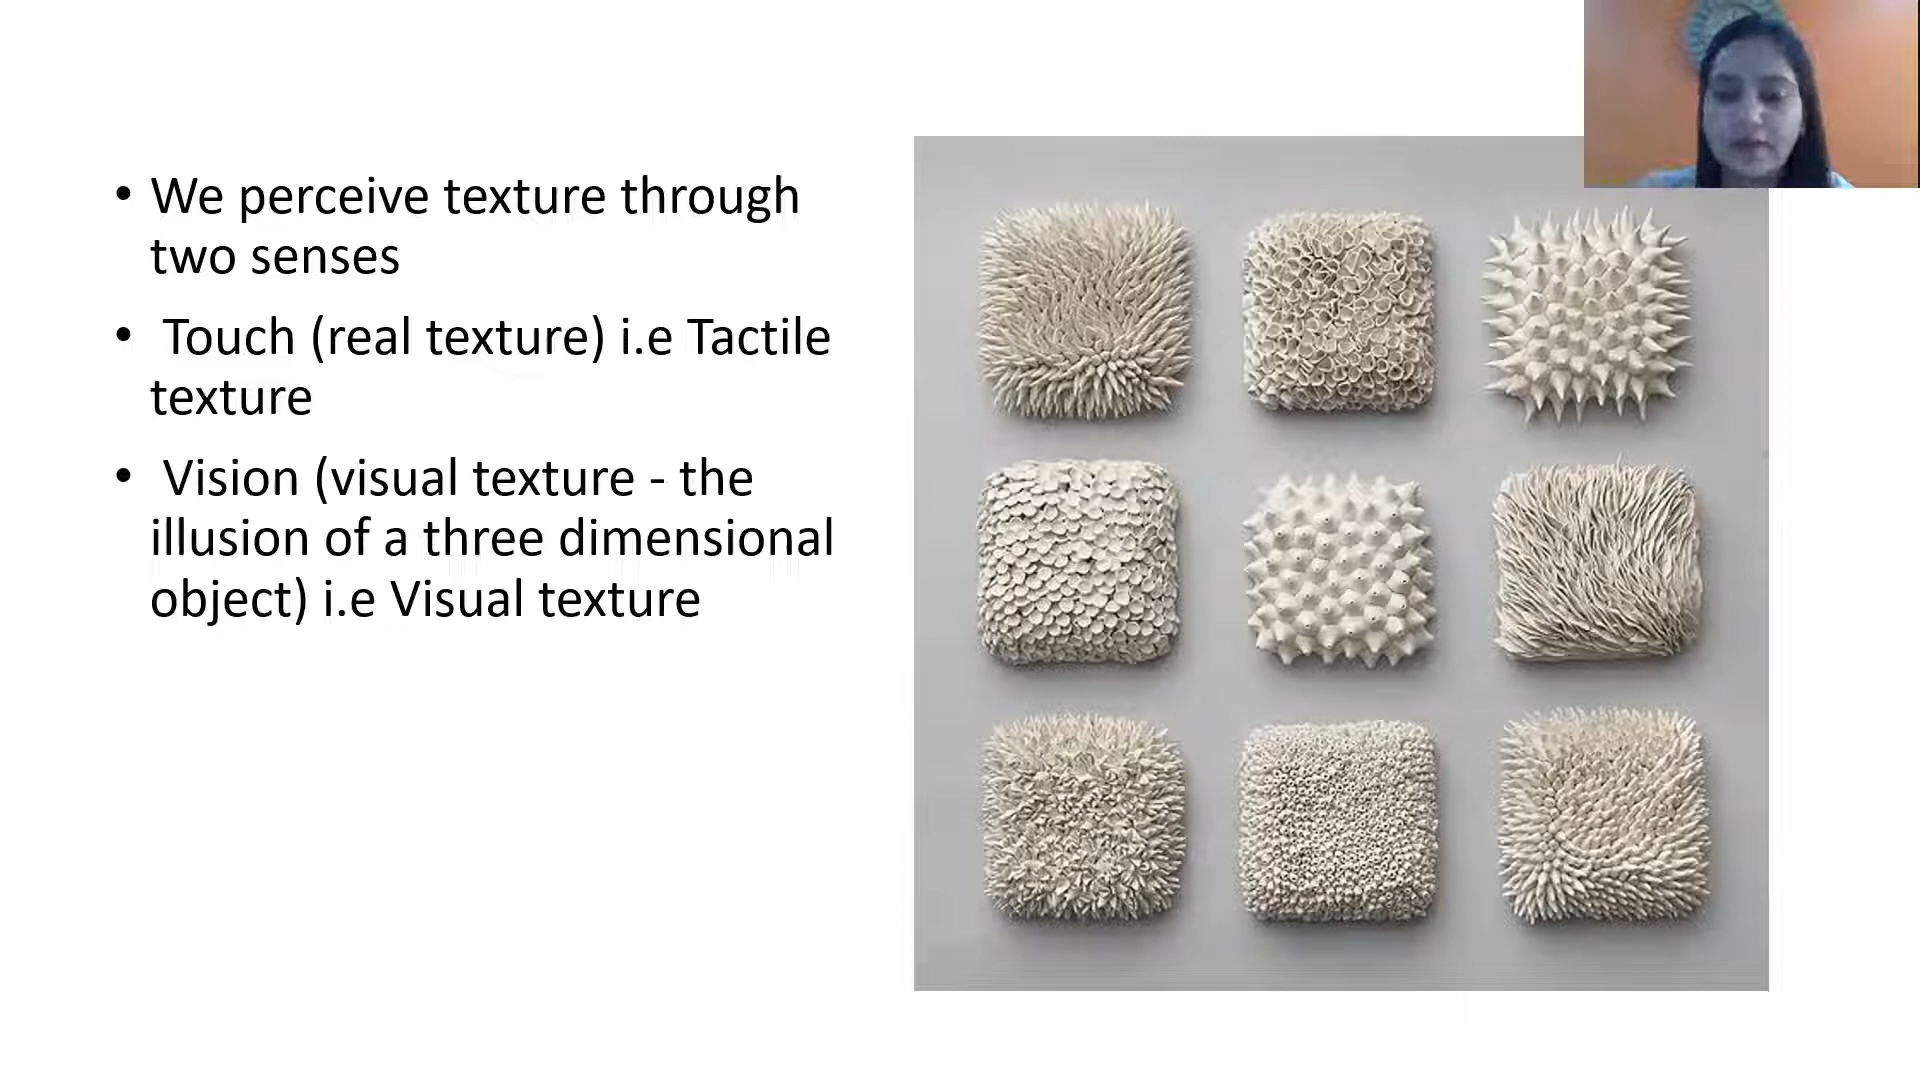 • We perceive texture through
two senses
• Touch (real texture) i.e Tactile
texture
• Vision (visual texture - the
illusion of a three dimensional
object) i.e Visual texture